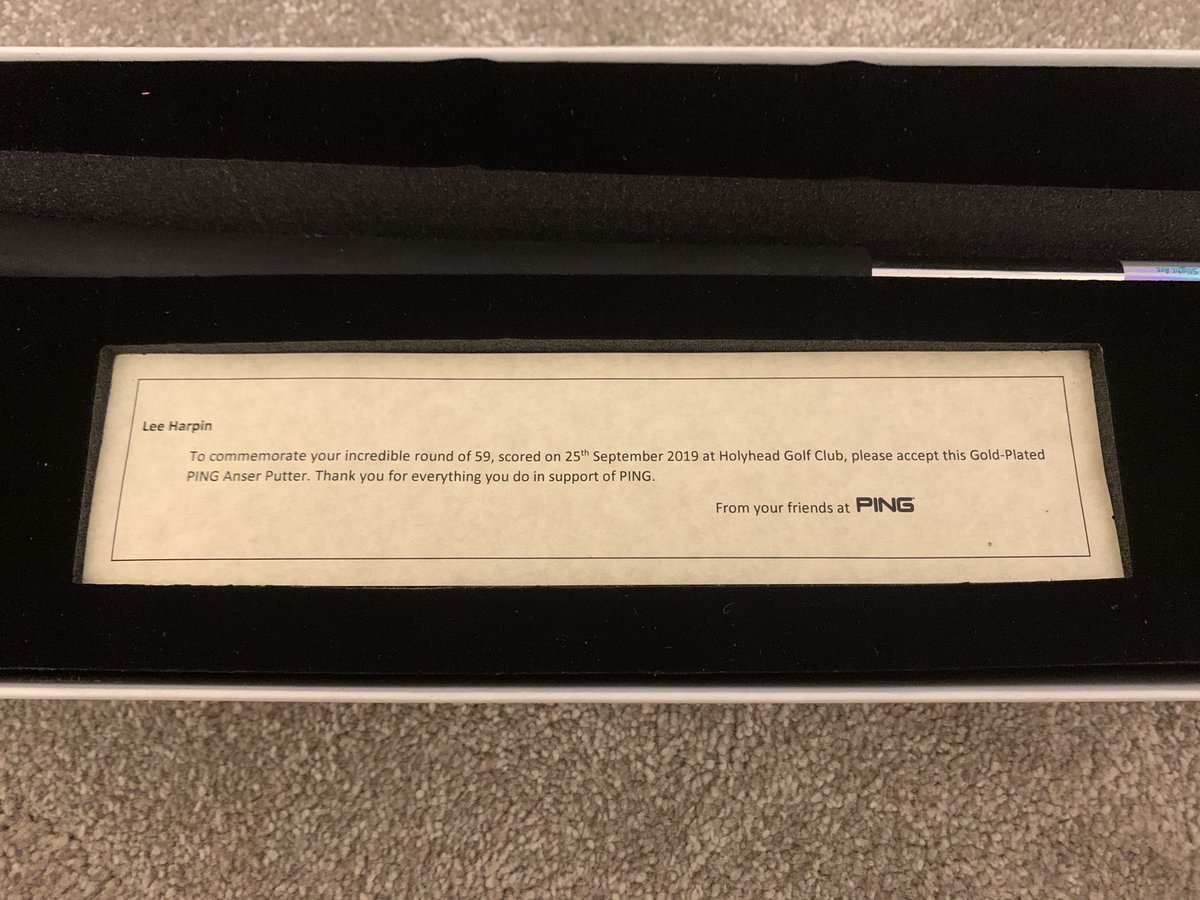 Slight Arc
Lee Harpin
To commemorate your incredible round of 59, scored on 25th September 2019 at Holyhead Golf Club, please accept this Gold-Plated
PING Anser Putter. Thank you for everything you do in support of PING.
From your friends at PING